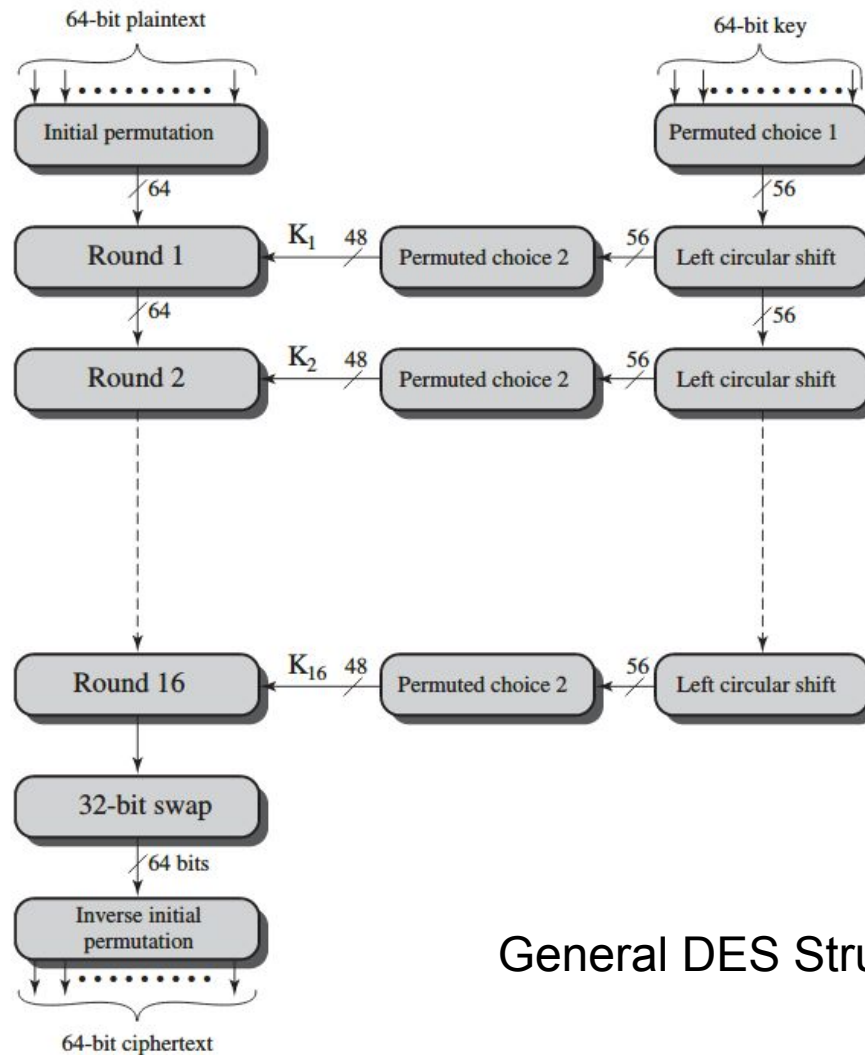 64-bit plaintext
64-bit key
Initial permutation
Permuted choice 1
64
56
Round 1
K1
48
Permuted choice 2
56
Left circular shift
64
56
Round 2
K2
48
Permuted choice 2
56
Left circular shift
Round 16
K16
48
Permuted choice 2
56
Left circular shift
32-bit swap
64 bits
Inverse initial
permutation
General DES Stru
64-bit ciphertext